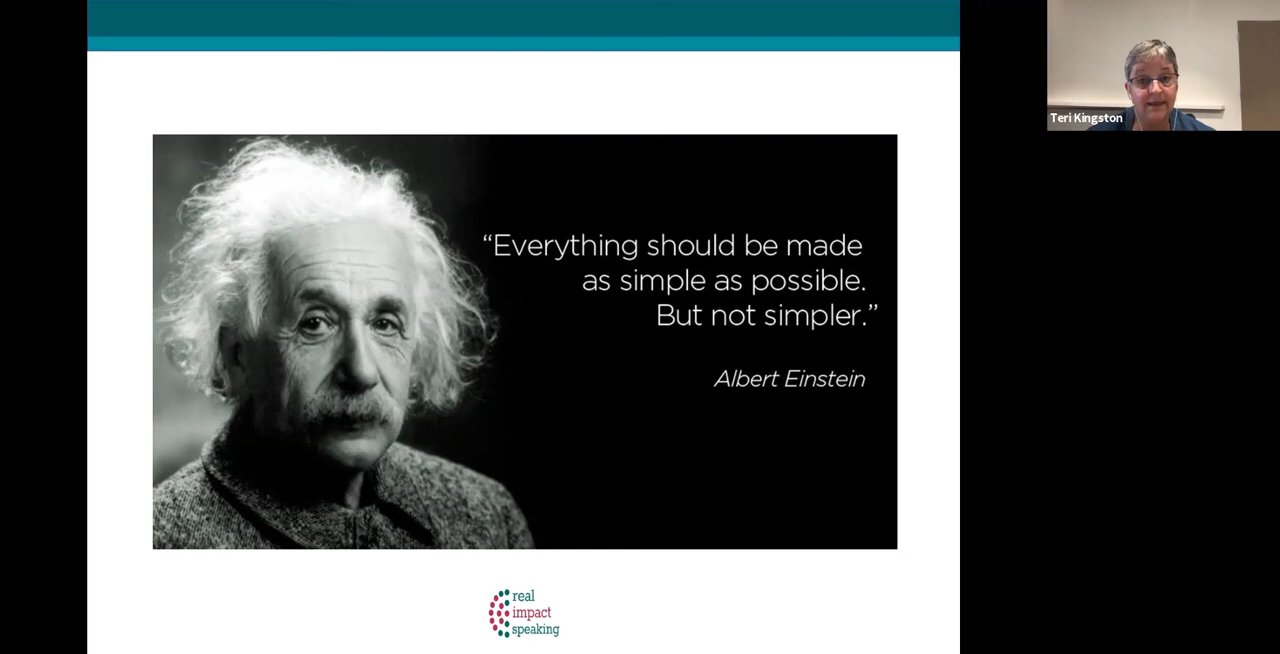 “Everything should be made
as simple as possible.
But not simpler.”
Albert Einstein
real
impact
speaking
Teri Kingston